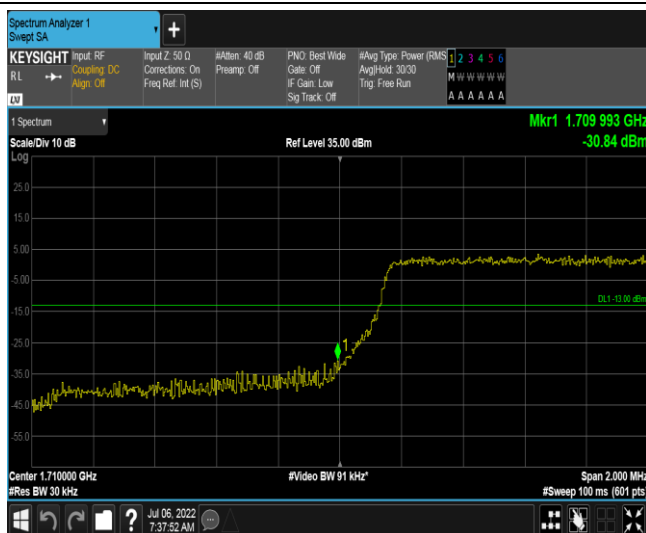 Spectrum Analyzer 1
Swept SA
+
KEYSIGHT
RL
LXI
Input: RF
Coupling: DC
Align: Off
Input Z: 50 Ω
Corrections: On
Freq Ref: Int (S)
#Atten: 40 dB
Preamp: Off
PNO: Best Wide
Gate: Off
IF Gain: Low
Sig Track: Off
#Avg Type: Power (RMS
Avg|Hold: 30/30
Trig: Free Run
1 2 3 4 5 6
M W W W W W
A A A A A A
1 Spectrum
Mkr1 1.709 993 GHz
Scale/Div 10 dB
Ref Level 35.00 dBm
-30.84 dBm
Log
25.0
15.0
5.00
-5.00
DL1 -13.00 dBm
-15.0
-25.0
1
-35.0
-45.0
-55.0
Center 1.710000 GHz
#Video BW 91 kHz*
Span 2.000 MHz
#Res BW 30 kHz
#Sweep 100 ms (601 pts)
?
Jul 06, 2022
7:37:52 AM